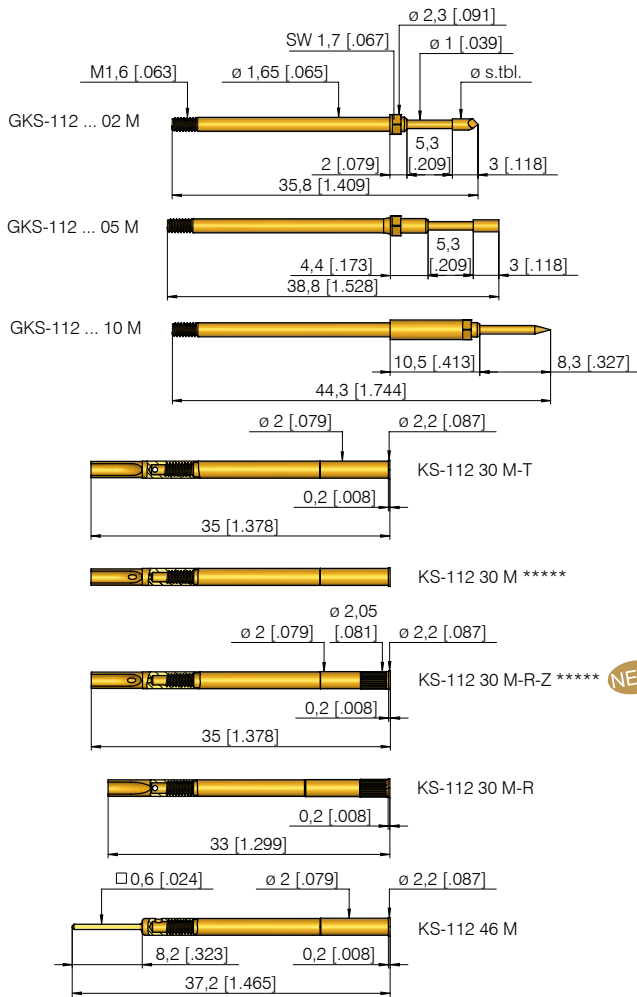 ø 2,3 [.091]
SW 1,7 [.067]
ø 1 [.039]
M1,6 [.063]
ø 1,65 [.065]
ø s.tbl.
GKS-112 ... 02 M
5,3
2 [.079]
[.209]
3 [.118]
35,8 [1.409]
GKS-112 ... 05 M
5,3
4,4 [.173]
[.209]
3 [.118]
38,8 [1.528]
GKS-112 ... 10 M
10,5 [.413]
8,3 [.327]
44,3 [1.744]
ø 2 [.079]
ø 2,2 [.087]
KS-112 30 M-T
0,2 [.008]
35 [1.378]
KS-112 30 M *****
ø 2,05
ø 2 [.079]
[.081]
ø 2,2 [.087]
KS-112 30 M-R-Z *****
NE
0,2 [.008]
35 [1.378]
KS-112 30 M-R
0,2 [.008]
33 [1.299]
□0,6 [.024]
ø 2 [.079]
ø 2,2 [.087]
KS-112 46 M
8,2 [.323]
0,2 [.008]
37,2 [1.465]